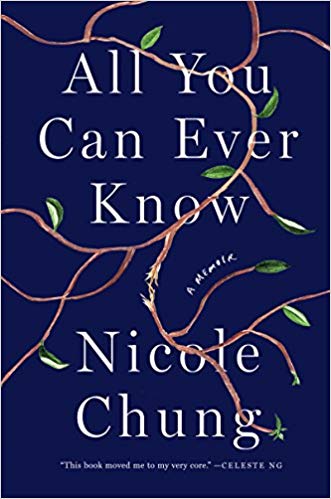 All You
Can Ever
Know
A MEMOIR
Nicole
Chung
"This book moved me to my very core." —CELESTE NG